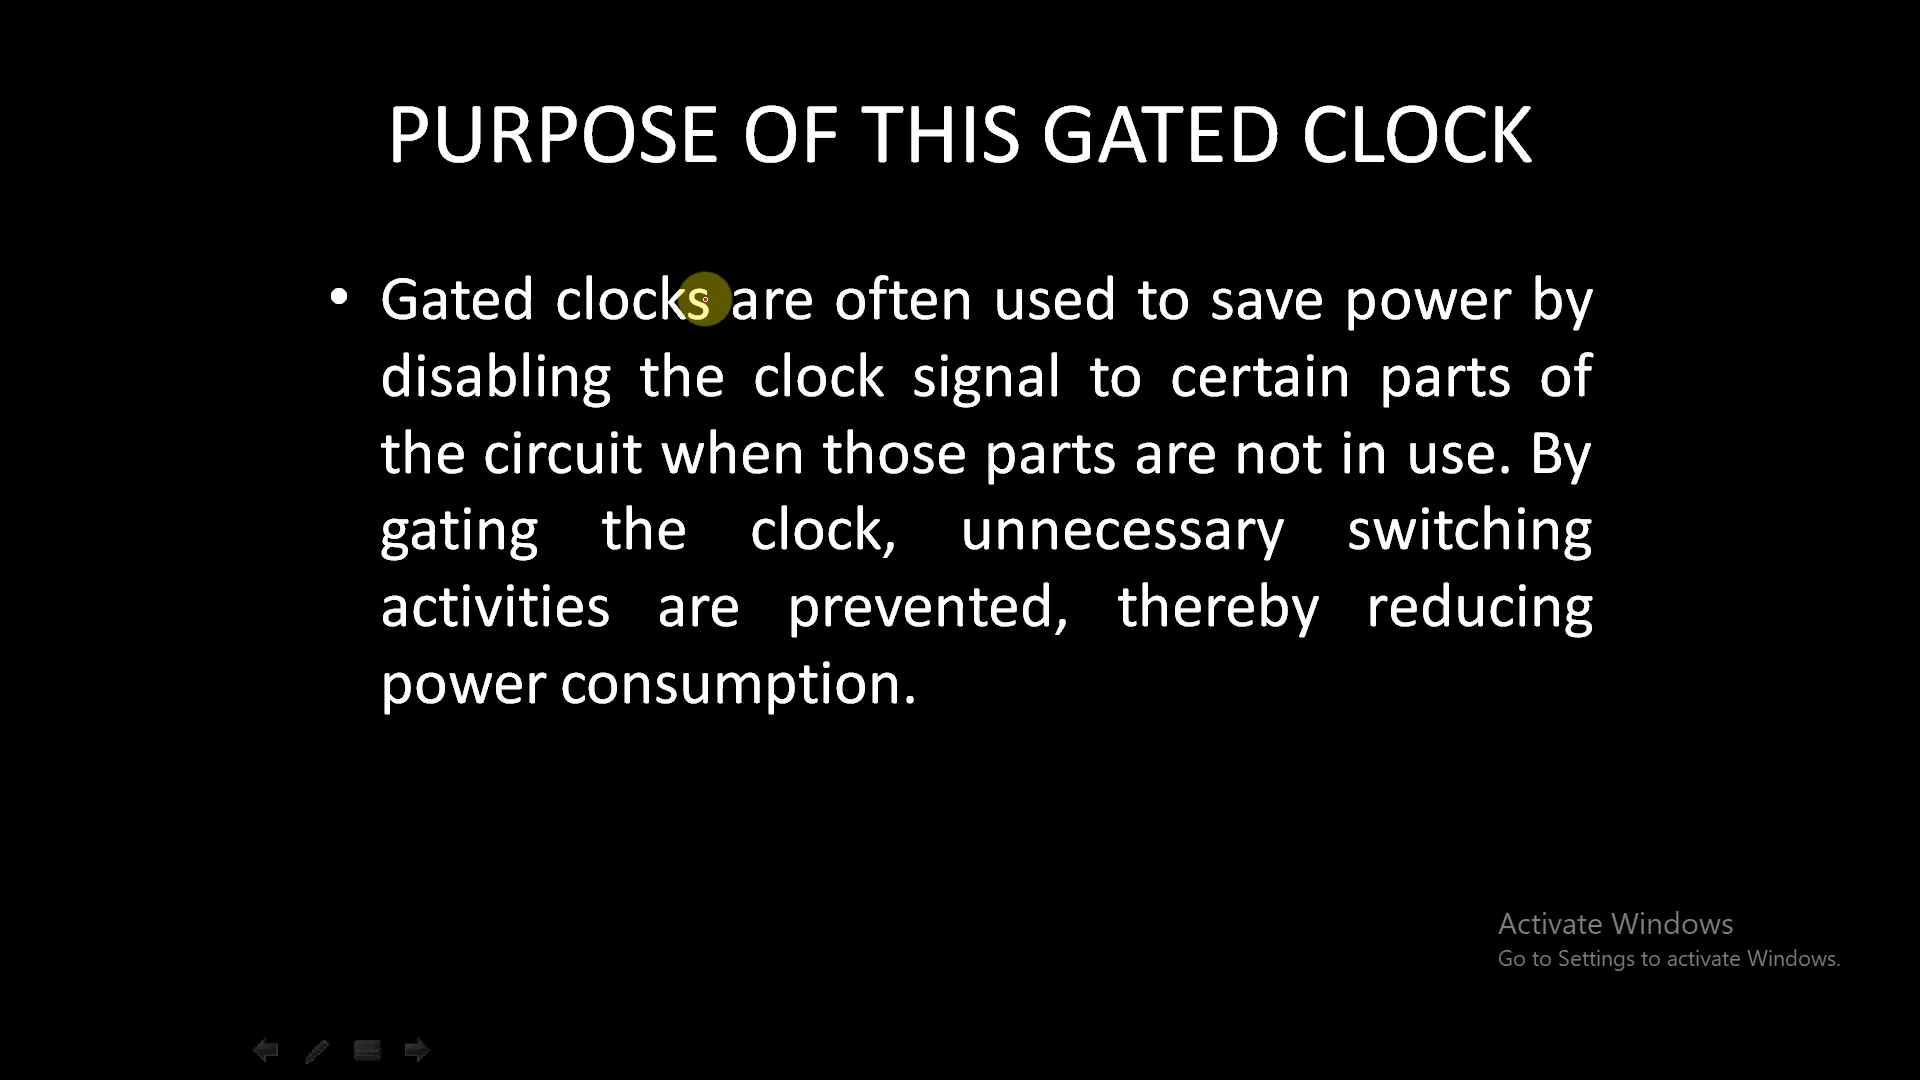 PURPOSE OF THIS GATED CLOCK
• Gated clocks are often used to save power by
disabling the clock signal to certain parts of
the circuit when those parts are not in use. By
gating the clock, unnecessary switching
activities are prevented, thereby reducing
power consumption.
Activate Windows
Go to Settings to activate Windows.